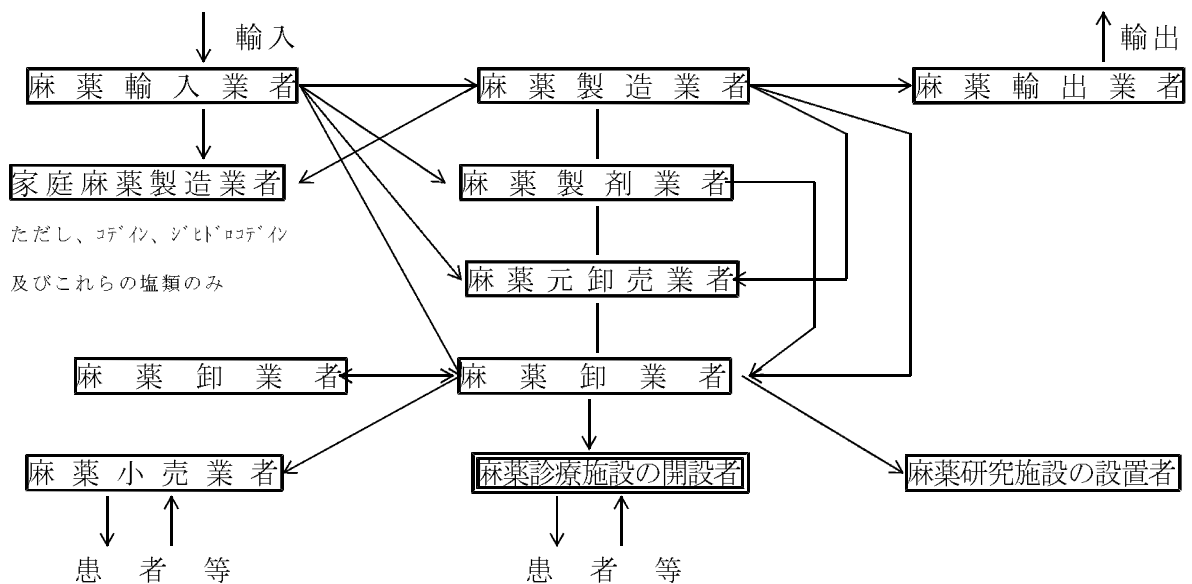 輸入
輸出
麻薬輸入業者
麻薬製造業者
麻薬輸出業者
家庭麻薬製造業者
麻薬製剤業者
ただし、ｺﾃﾞｲﾝ、ｼﾞﾋﾄﾞﾛｺﾃﾞｲﾝ
及びこれらの塩類のみ
麻薬元卸売業者
麻薬卸業者
麻薬卸業者
麻薬小売業者
麻薬診療施設の開設者
麻薬研究施設の設置者
患者等
患者等